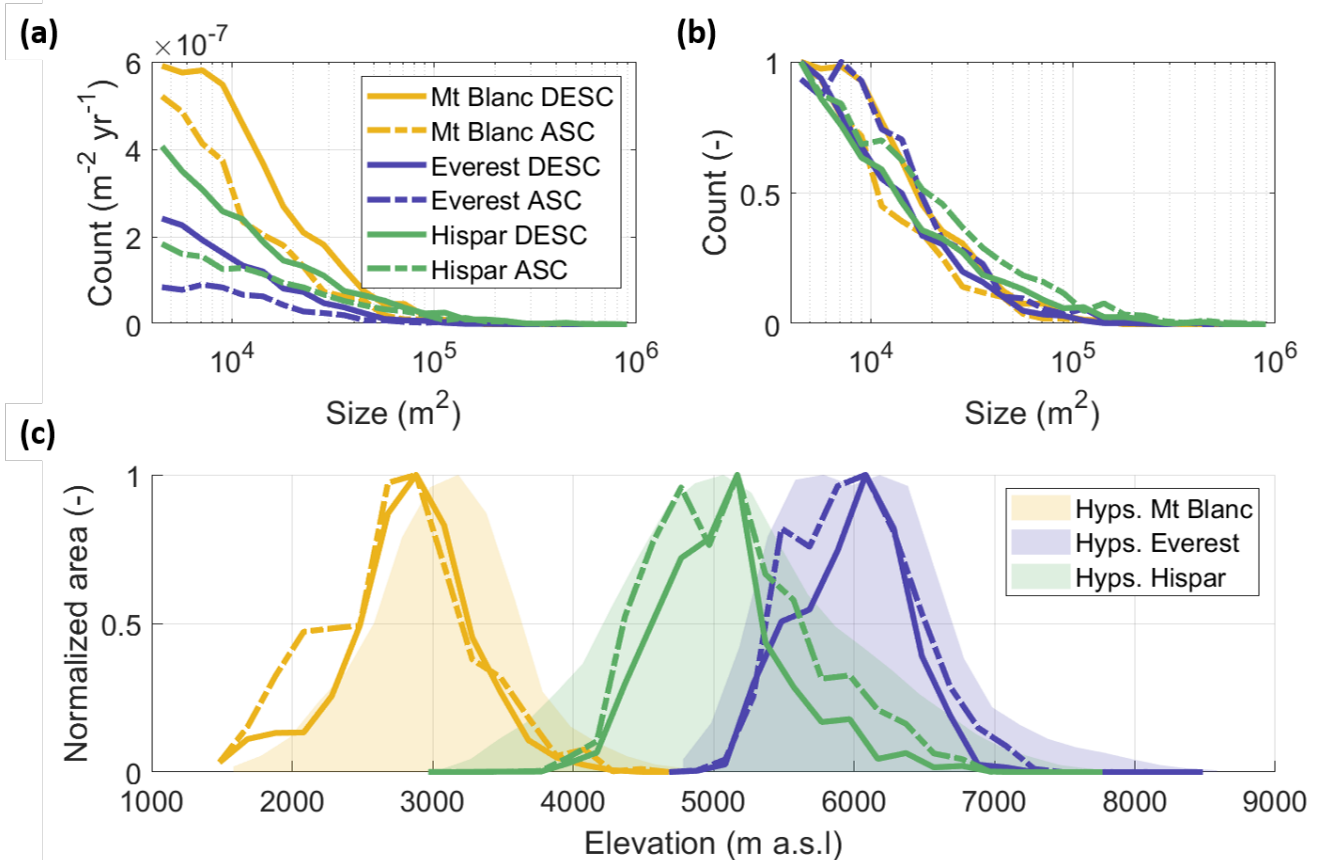 (a)
×10⁻⁷
6
4
2
0
Count (m⁻² yr⁻¹)
Mt Blanc DESC
Mt Blanc ASC
Everest DESC
Everest ASC
Hispar DESC
Hispar ASC
10⁴
10⁵
10⁶
Size (m²)
(b)
1
0.5
0
Count (-)
10⁴
10⁵
10⁶
Size (m²)
(c)
1
0.5
0
Normalized area (-)
Hyps. Mt Blanc
Hyps. Everest
Hyps. Hispar
1000 2000 3000 4000 5000 6000 7000 8000 9000
Elevation (m a.s.l)